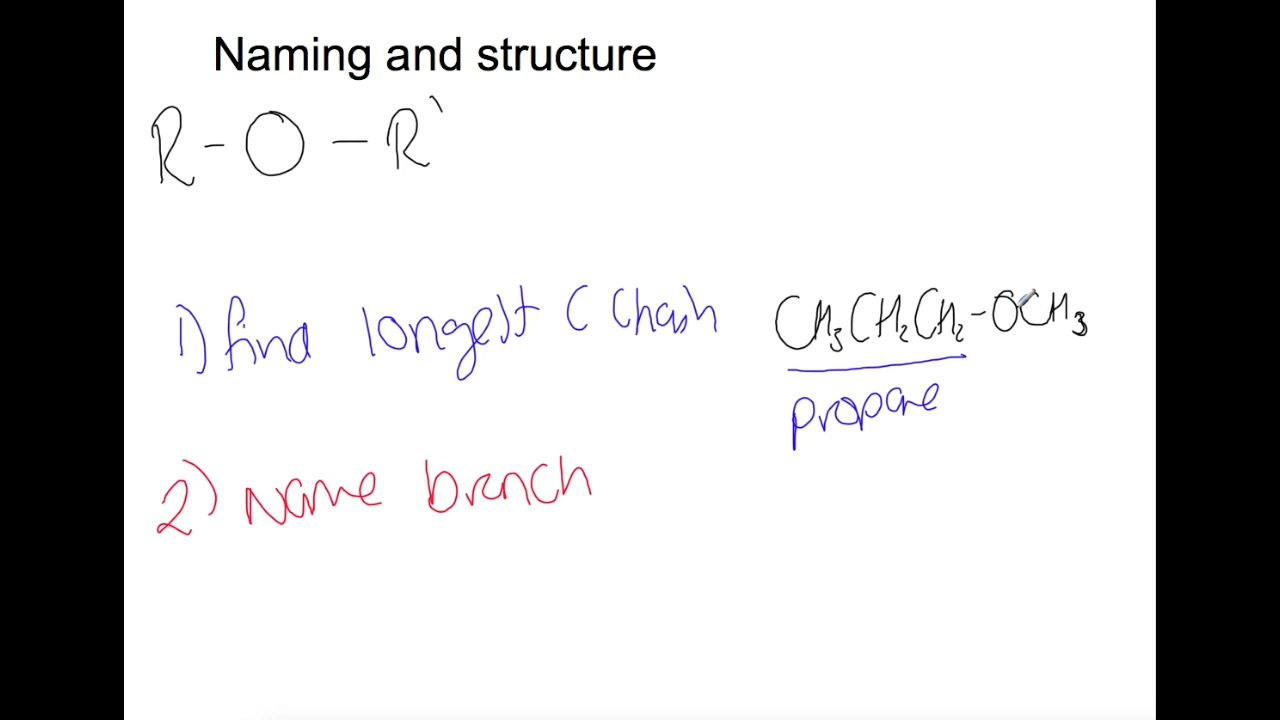 Naming and structure
R-O-R`
1) find longest C Chain CH₃CH₂CH₂-OCH₃
propane
2) Name branch